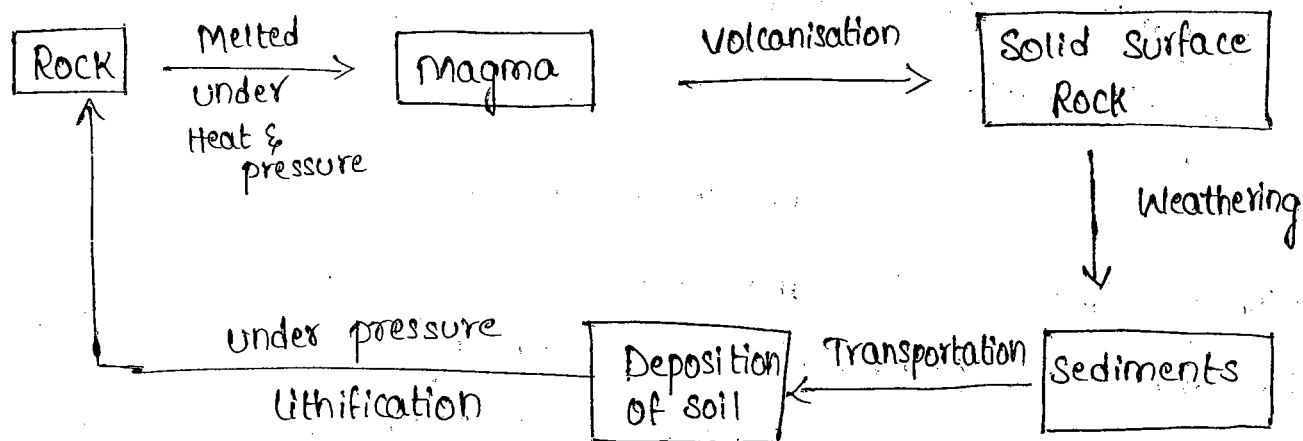 Rock
Melted
under
Heat &
pressure
Magma
Volcanisation
Solid Surface
Rock
Weathering
Sediments
Transportation
Deposition
of soil
under pressure
Lithification